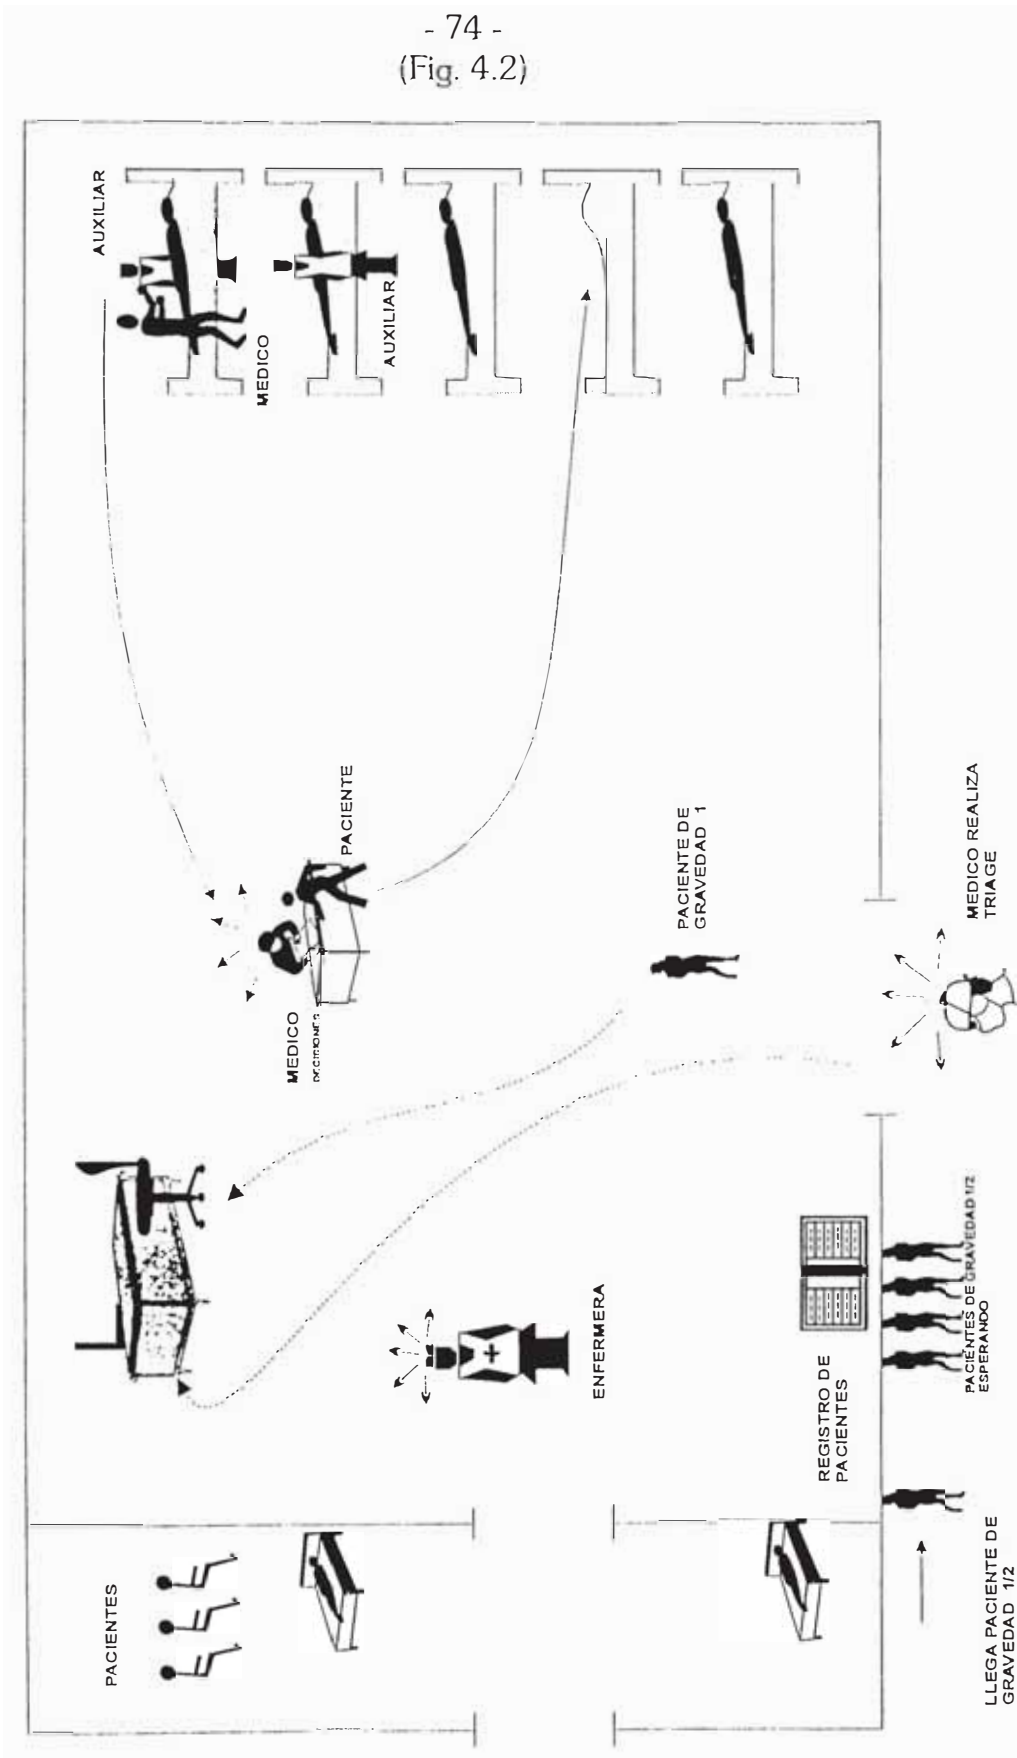 - 74 -
(Fig. 4.2)
AUXILIAR
MEDICO
AUXILIAR
PACIENTE
MEDICO
DECISIONES
PACIENTE DE
GRAVEDAD 1
MEDICO REALIZA
TRIAGE
ENFERMERA
REGISTRO DE
PACIENTES
PACIENTES DE GRAVEDAD 1/2
ESPERANDO
PACIENTES
LLEGA PACIENTE DE
GRAVEDAD 1/2